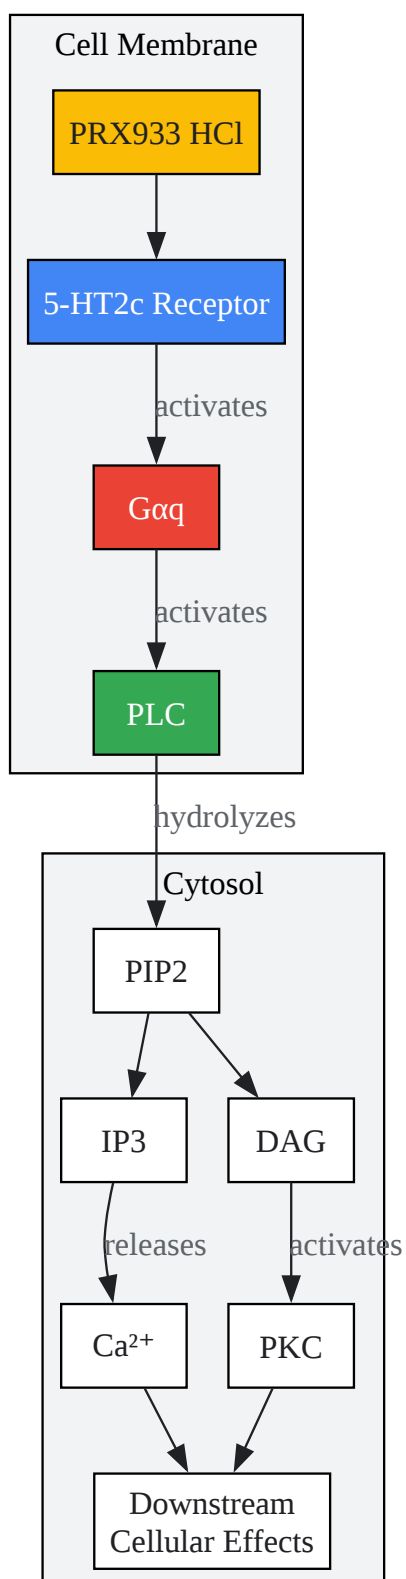 Cell Membrane
PRX933 HCl
5-HT2c Receptor
activates
Gαq
activates
PLC
hydrolyzes
Cytosol
PIP2
IP3
DAG
releases
activates
Ca²⁺
PKC
Downstream
Cellular Effects